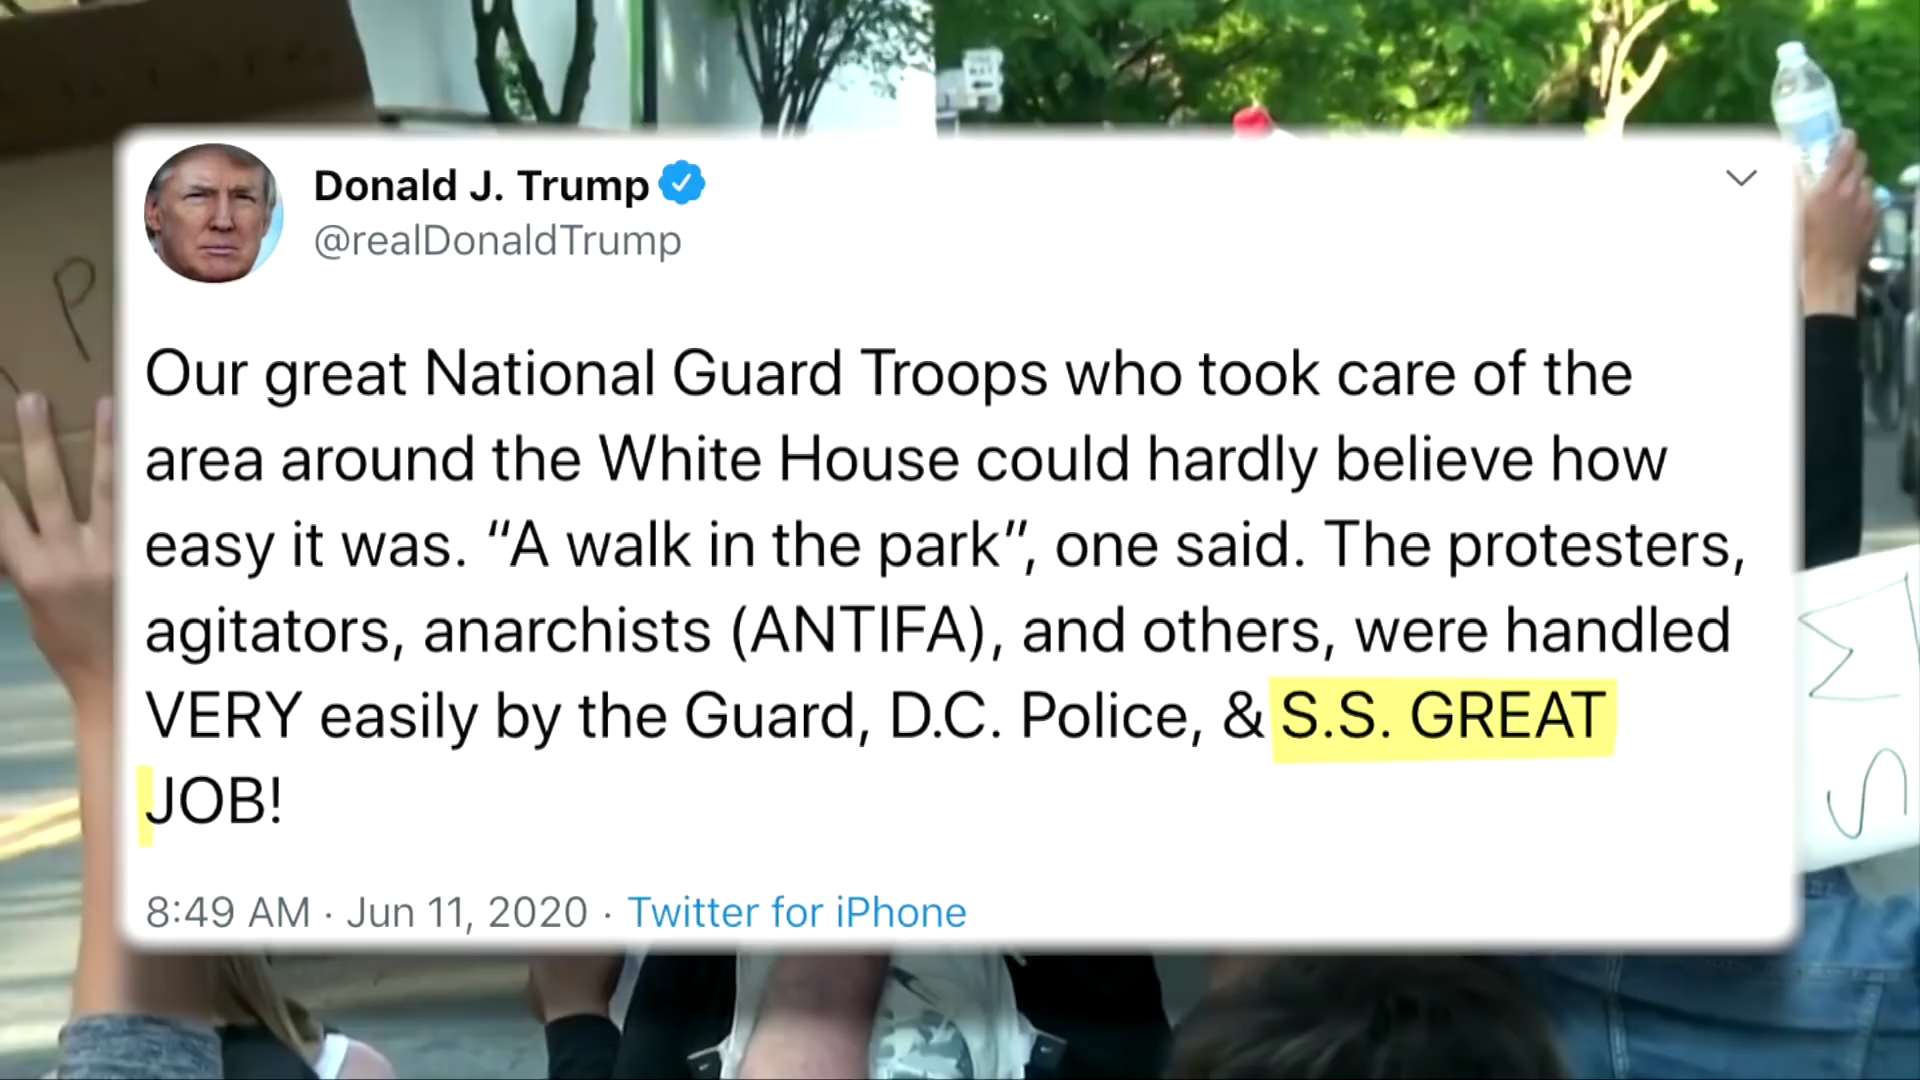 Donald J. Trump
@realDonaldTrump
Our great National Guard Troops who took care of the
area around the White House could hardly believe how
easy it was. “A walk in the park”, one said. The protesters,
agitators, anarchists (ANTIFA), and others, were handled
VERY easily by the Guard, D.C. Police, & S.S. GREAT
JOB!
8:49 AM · Jun 11, 2020 · Twitter for iPhone